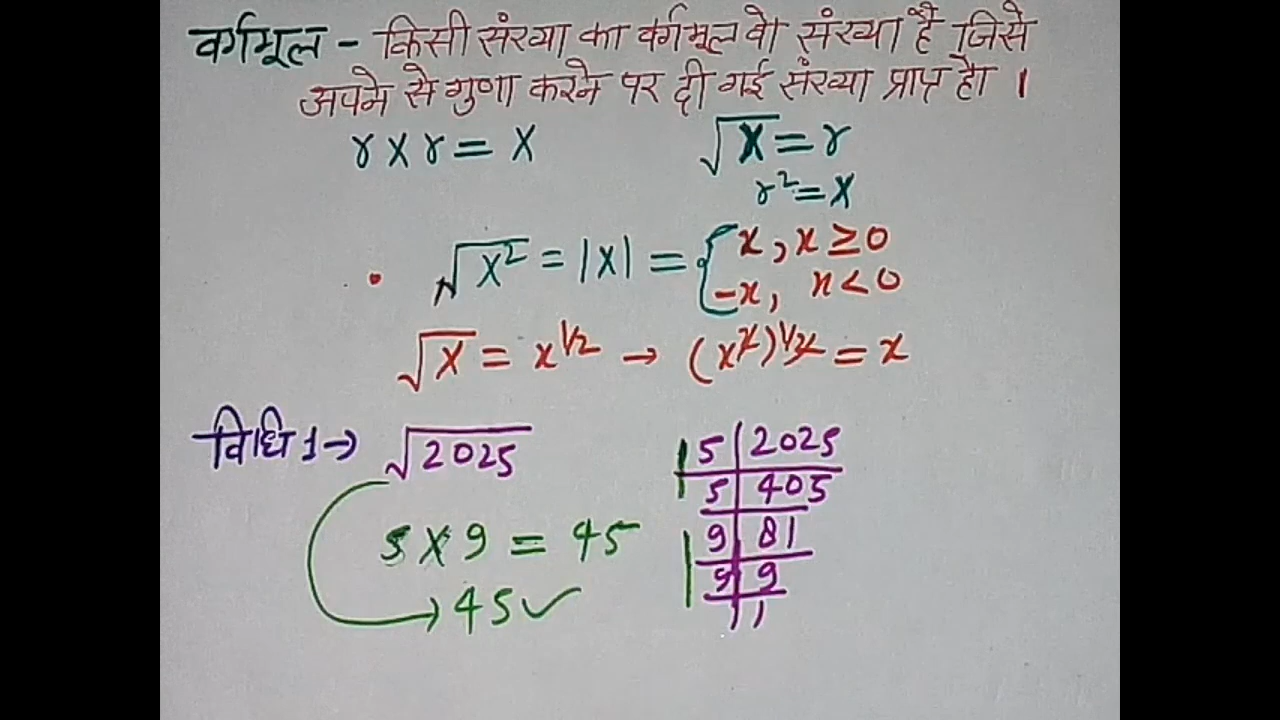 वर्गमूल - किसी संख्या का वर्गमूल वो संख्या है जिसे
अपने से गुणा करने पर दी गई संख्या प्राप्त हो ।
r x r = x √x = r
r² = x
√x² = |x| = { x, x ≥ 0
-x, x < 0
√x = x^1/2 → (x^2)^1/2 = x
विधि 1 → √2025 5 | 2025
5 | 405
5 x 9 = 45 9 | 81
→ 45 ✓ 9 | 9
| 1